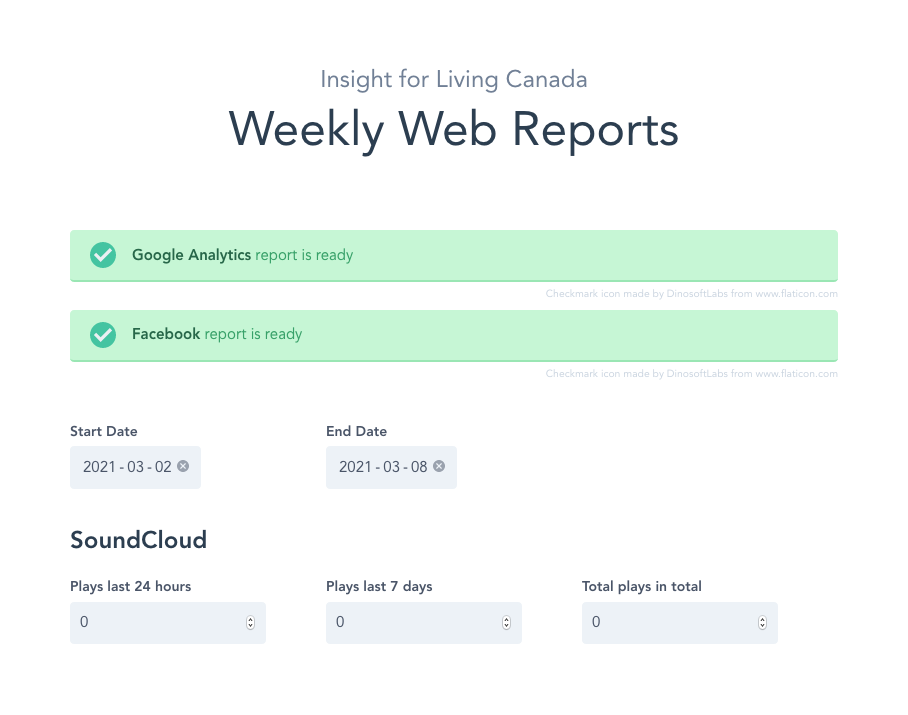 Insight for Living Canada
Weekly Web Reports
Google Analytics report is ready
Checkmark icon made by DinosoftLabs from www.flaticon.com
Facebook report is ready
Checkmark icon made by DinosoftLabs from www.flaticon.com
Start Date End Date
2021-03-02 2021-03-08
SoundCloud
Plays last 24 hours Plays last 7 days Total plays in total
0 0 0